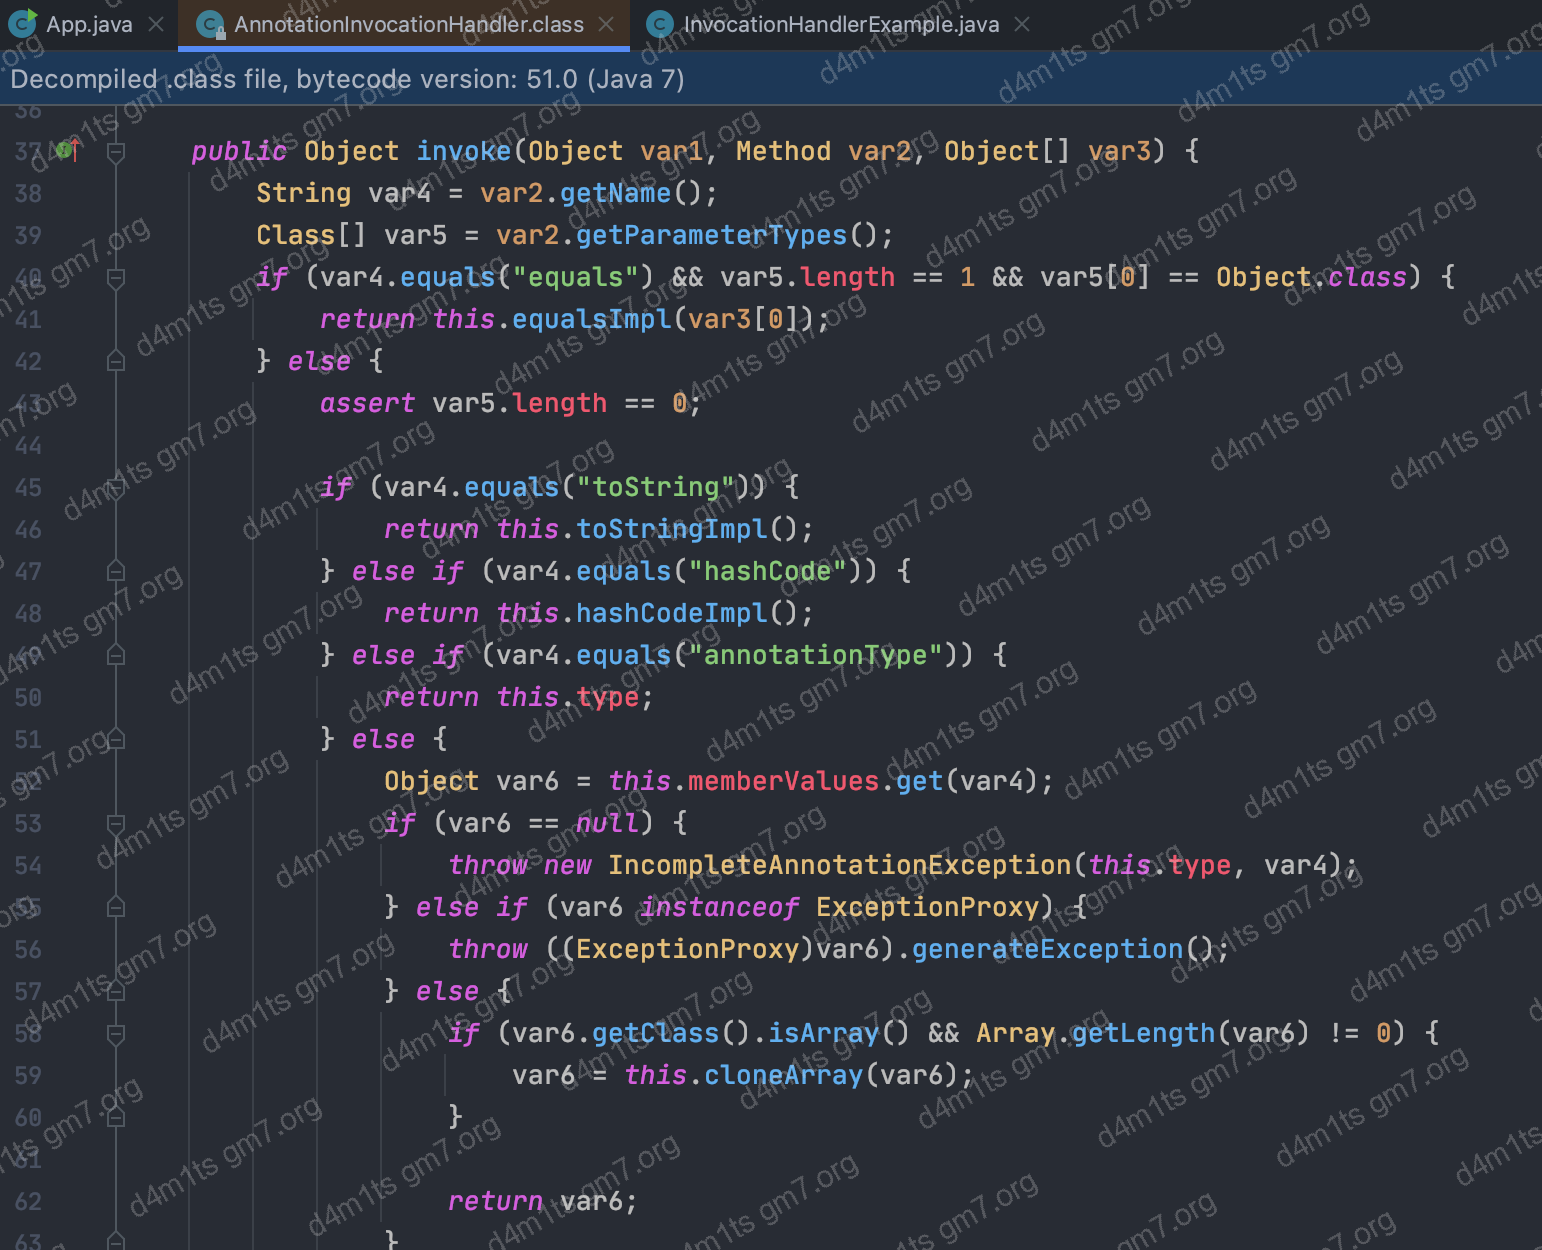 App.java AnnotationInvocationHandler.class InvocationHandlerExample.java
Decompiled .class file, bytecode version: 51.0 (Java 7)
36
37 public Object invoke(Object var1, Method var2, Object[] var3) {
38 String var4 = var2.getName();
39 Class[] var5 = var2.getParameterTypes();
40 if (var4.equals("equals") && var5.length == 1 && var5[0] == Object.class) {
41 return this.equalsImpl(var3[0]);
42 } else {
43 assert var5.length == 0;
44
45 if (var4.equals("toString")) {
46 return this.toStringImpl();
47 } else if (var4.equals("hashCode")) {
48 return this.hashCodeImpl();
49 } else if (var4.equals("annotationType")) {
50 return this.type;
51 } else {
52 Object var6 = this.memberValues.get(var4);
53 if (var6 == null) {
54 throw new IncompleteAnnotationException(this.type, var4);
55 } else if (var6 instanceof ExceptionProxy) {
56 throw ((ExceptionProxy)var6).generateException();
57 } else {
58 if (var6.getClass().isArray() && Array.getLength(var6) != 0) {
59 var6 = this.cloneArray(var6);
60 }
61
62 return var6;
63 }
d4m1ts gm7.org